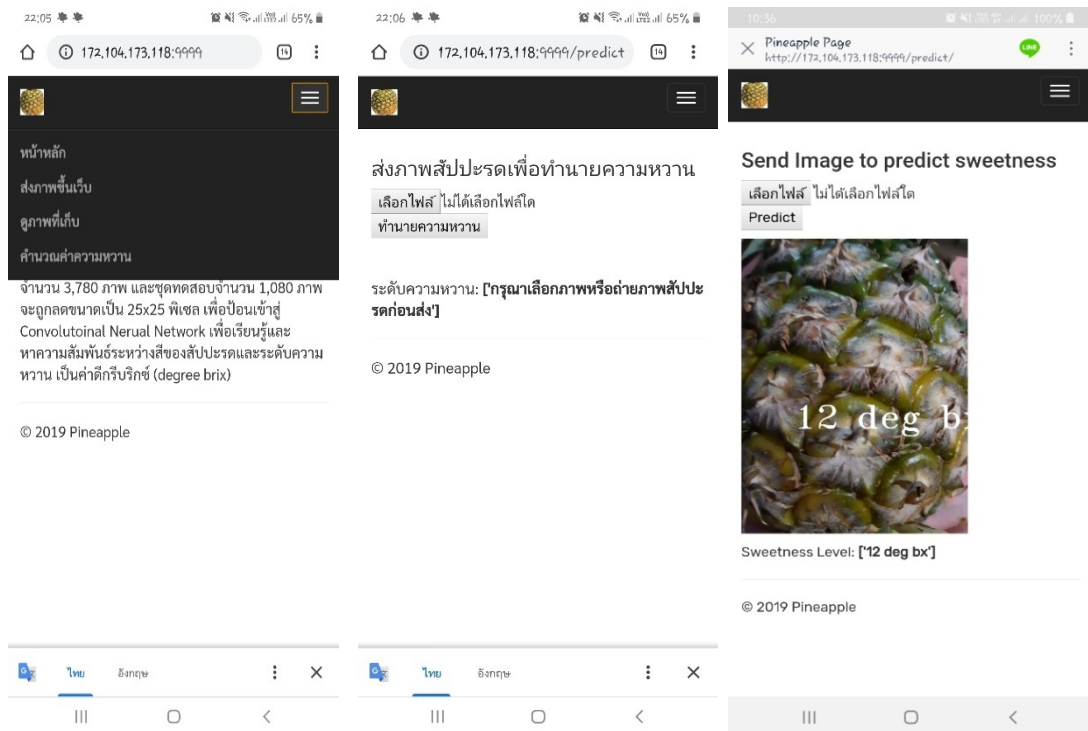 22:05
65%
172.104.173.118:9999
14
หน้าหลัก
ส่งภาพขึ้นเว็บ
ดูภาพที่เก็บ
คำนวณค่าความหวาน
จำนวน 3,780 ภาพ และชุดทดสอบจำนวน 1,080 ภาพ
จะถูกลดขนาดเป็น 25x25 พิเซล เพื่อป้อนเข้าสู่
Convolutoinal Nerual Network เพื่อเรียนรู้และ
หาความสัมพันธ์ระหว่างสีของสัปปะรดและระดับความ
หวาน เป็นค่าดีกรีบริกซ์ (degree brix)
© 2019 Pineapple
ไทย อังกฤษ
22:06
65%
172.104.173.118:9999/predict
14
ส่งภาพสัปปะรดเพื่อทำนายความหวาน
เลือกไฟล์ ไม่ได้เลือกไฟล์ใด
ทำนายความหวาน
ระดับความหวาน: ['กรุณาเลือกภาพหรือถ่ายภาพสัปปะ
รดก่อนส่ง']
© 2019 Pineapple
ไทย อังกฤษ
10:36
100%
Pineapple Page
http://172.104.173.118:9999/predict/
LINE
Send Image to predict sweetness
เลือกไฟล์ ไม่ได้เลือกไฟล์ใด
Predict
12 deg bx
Sweetness Level: ['12 deg bx']
© 2019 Pineapple